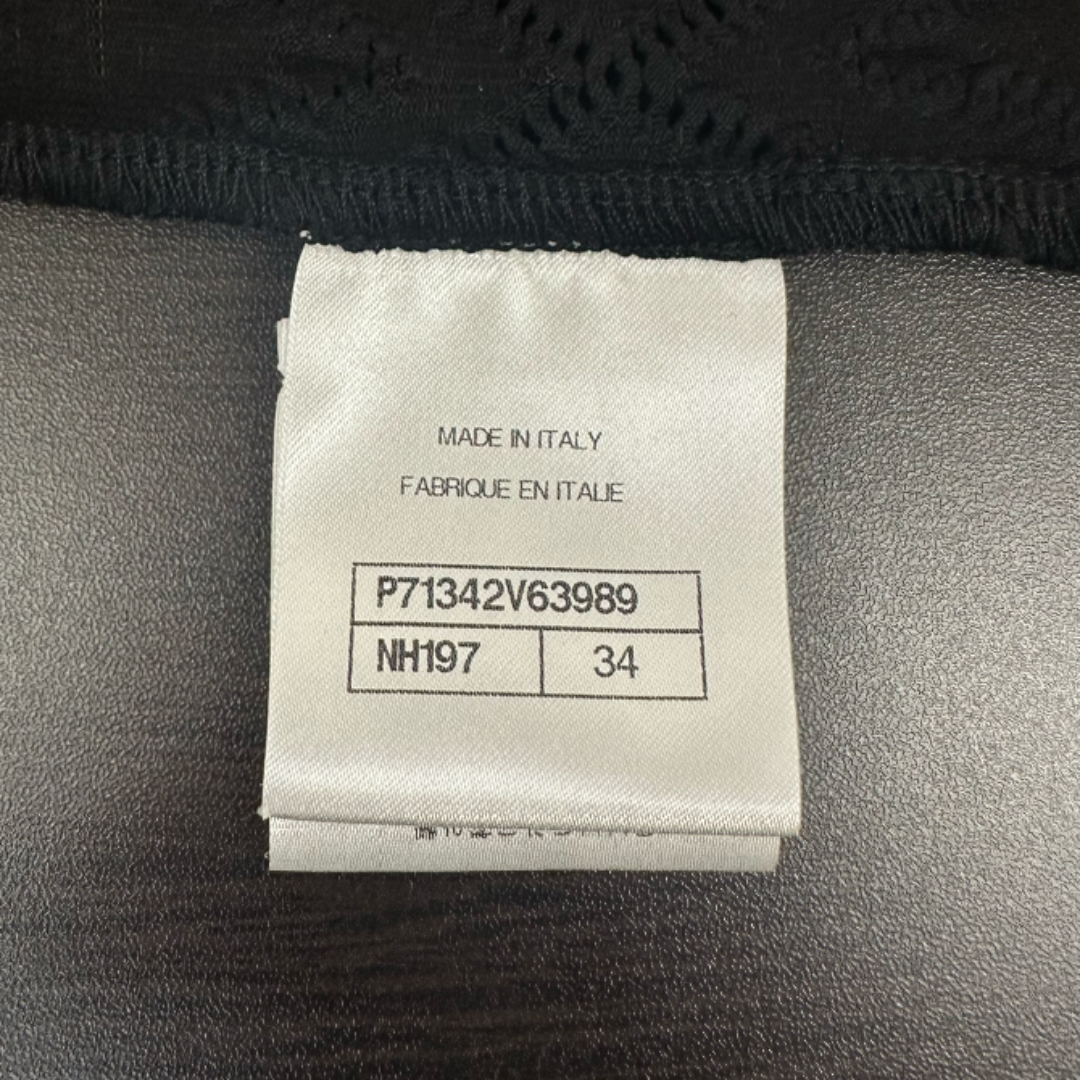 MADE IN ITALY
FABRIQUE EN ITALIE
P71342V63989
NH197 34